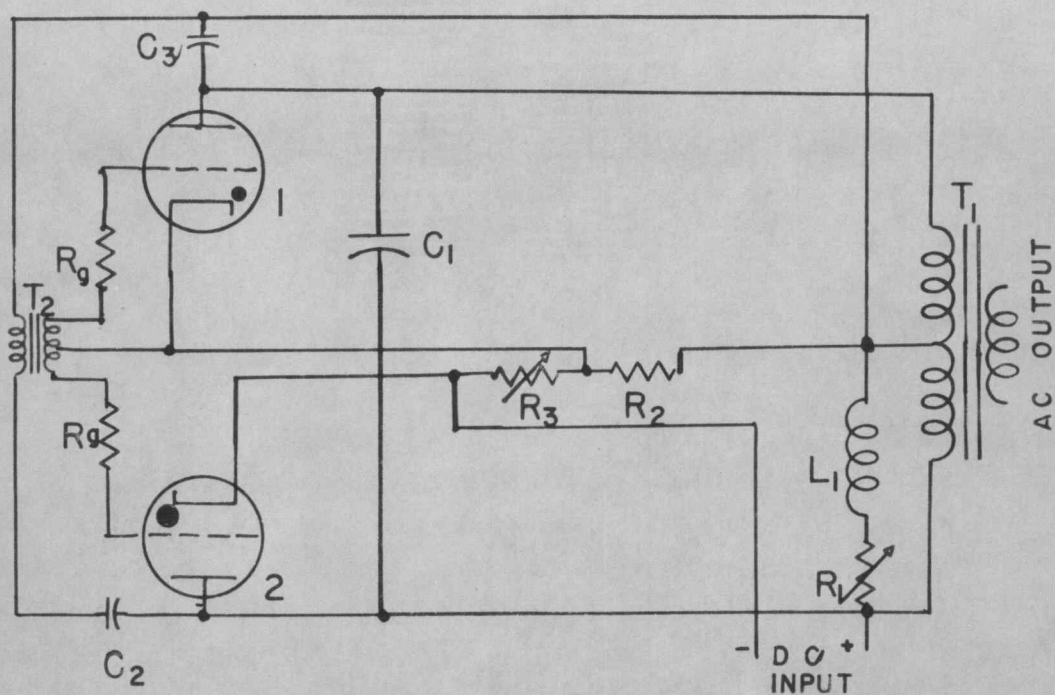 C3
1
Rg
C1
T1
T2
AC OUTPUT
R3
R2
Rg
L1
2
R1
C2
- DC +
INPUT